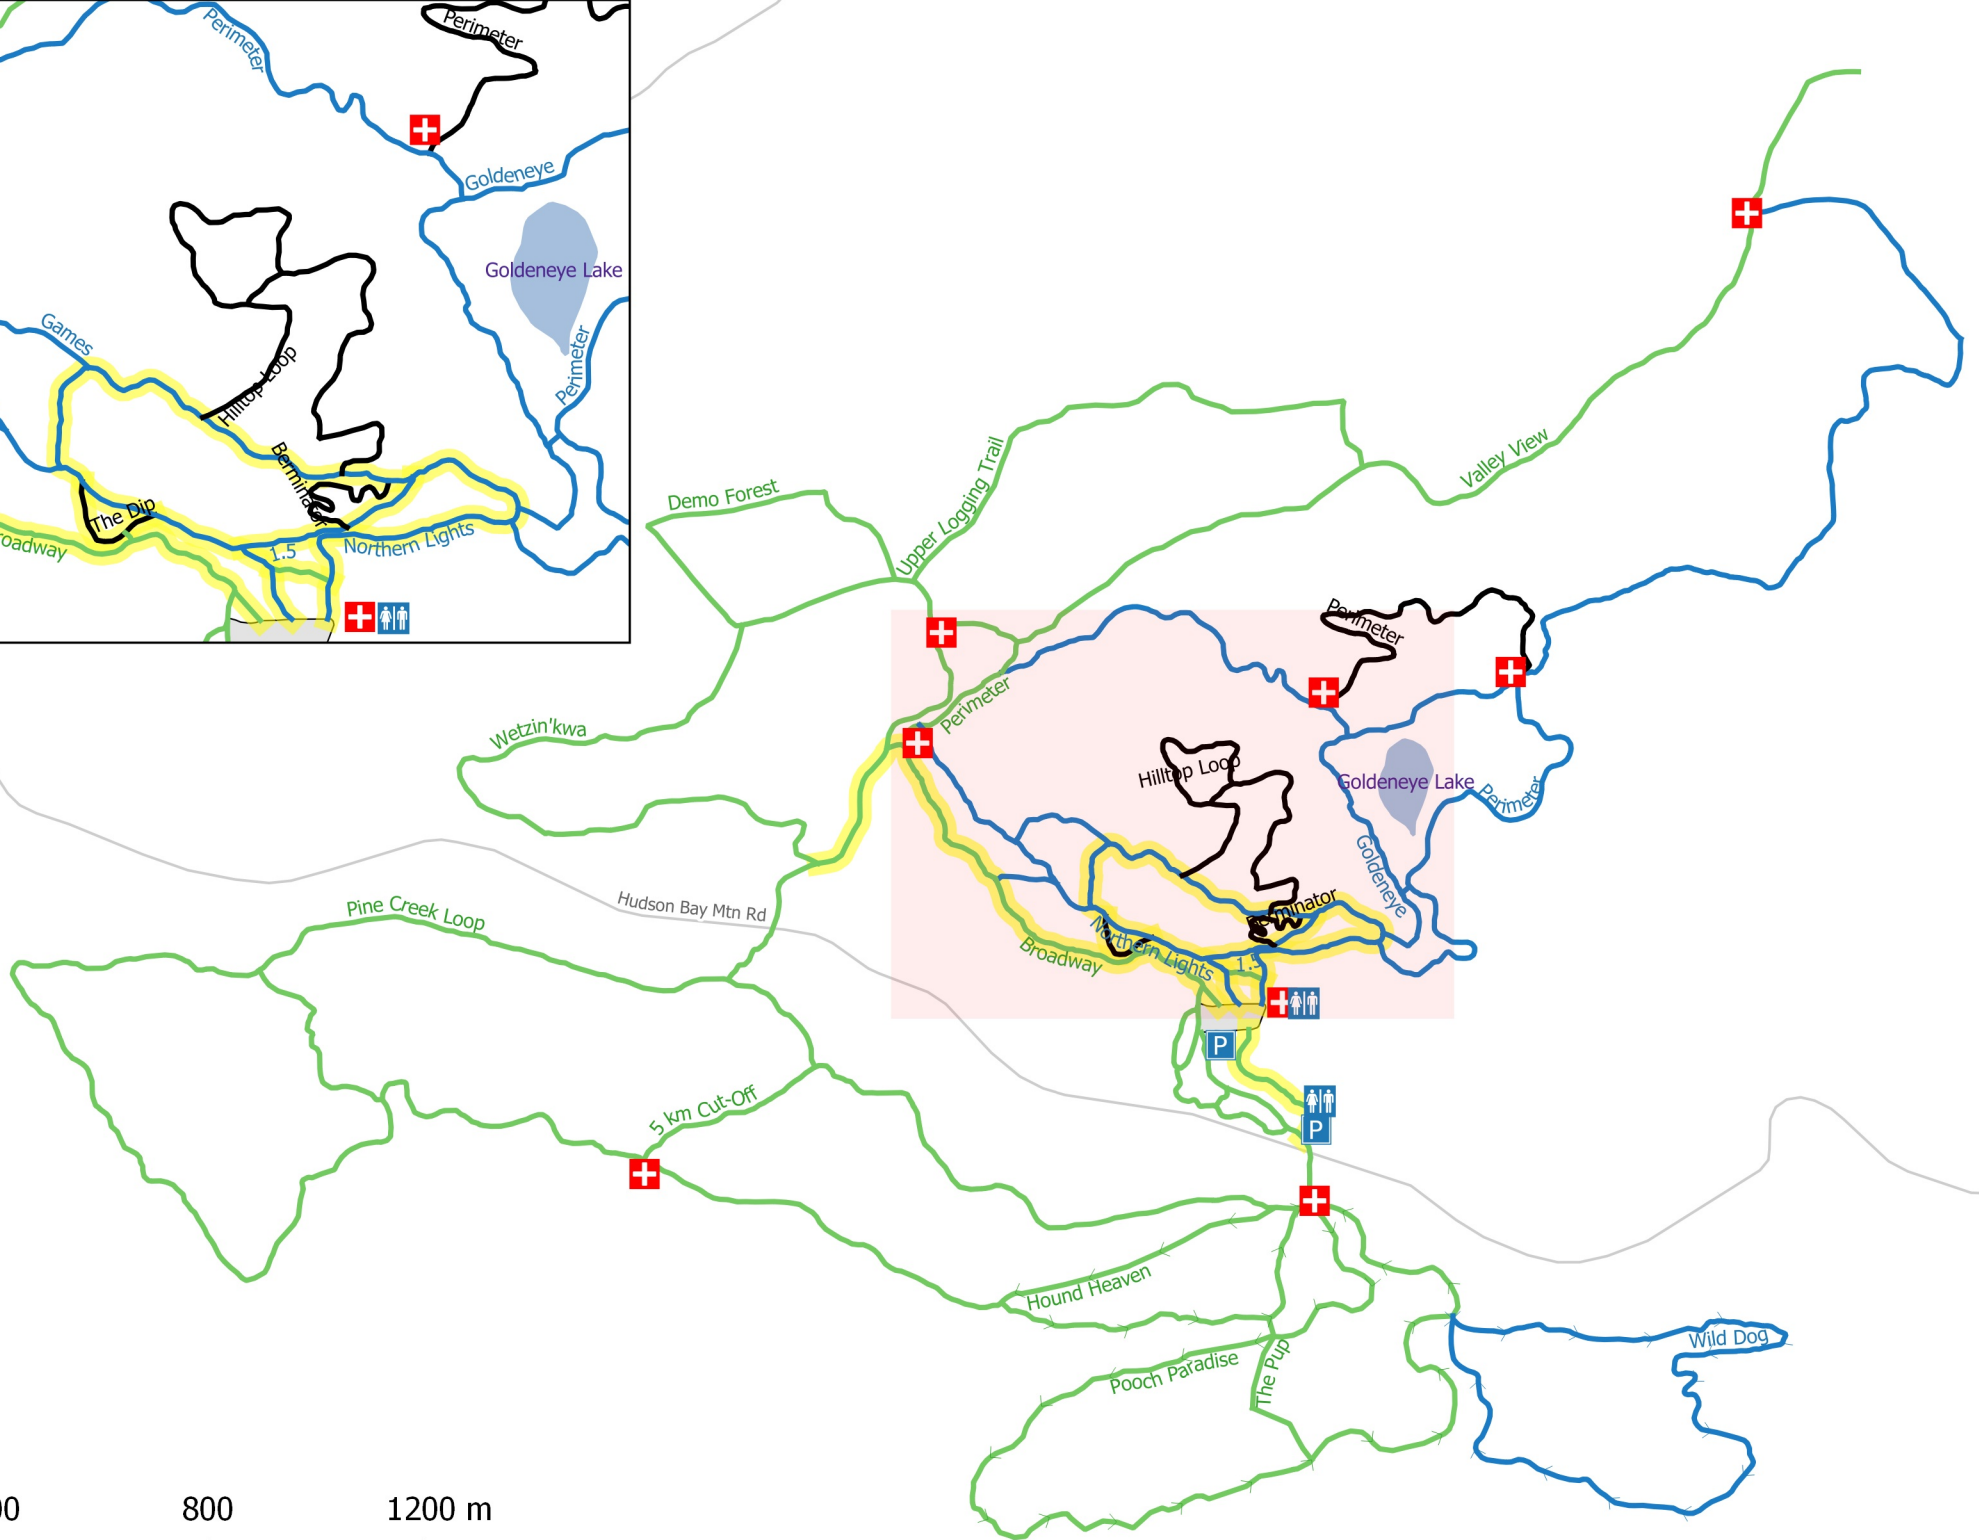 Perimeter
Perimeter
Goldeneye
Goldeneye Lake
Games
Perimeter
Hilltop Loop
Berminator
The Dip
roadway
1.5
Northern Lights
Demo Forest
Upper Logging Trail
Valley View
Perimeter
Wetzin'kwa
Perimeter
Hilltop Loop
Goldeneye Lake
Perimeter
Goldeneye
Berminator
Hudson Bay Mtn Rd
Pine Creek Loop
Northern Lights
Broadway
1.5
P
5 km Cut-Off
P
Hound Heaven
Pooch Paradise
The Pup
Wild Dog
00
800
1200 m